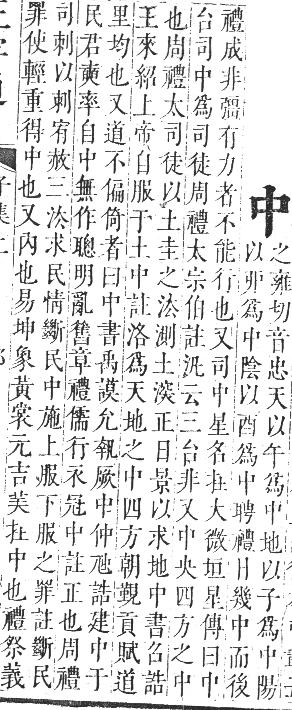 中
之雍切音忠天以午爲中地以子爲中陽
以卯爲中陰以酉爲中聘禮日幾中而後
禮成非彊有力者不能行也又司中星名在大微垣星傳曰中
台司中爲司徒周禮大宗伯註沉云三台非又中央四方之中
也周禮太司徒以土圭之法測土深正日景以求地中書召誥
王來紹上帝自服于土中註洛爲天地之中四方朝覲貢賦道
里均也又道不偏倚者曰中書禹謨允執厥中仲虺誥建中于
民君奭率自中無作聰明亂舊章禮儒行衣冠中註正也周禮
司刺以刺宥赦三法求民情斷民中施上服下服之罪註斷民
罪使輕重得中也又内也易坤象黃裳元吉美在中也禮祭義
子集上